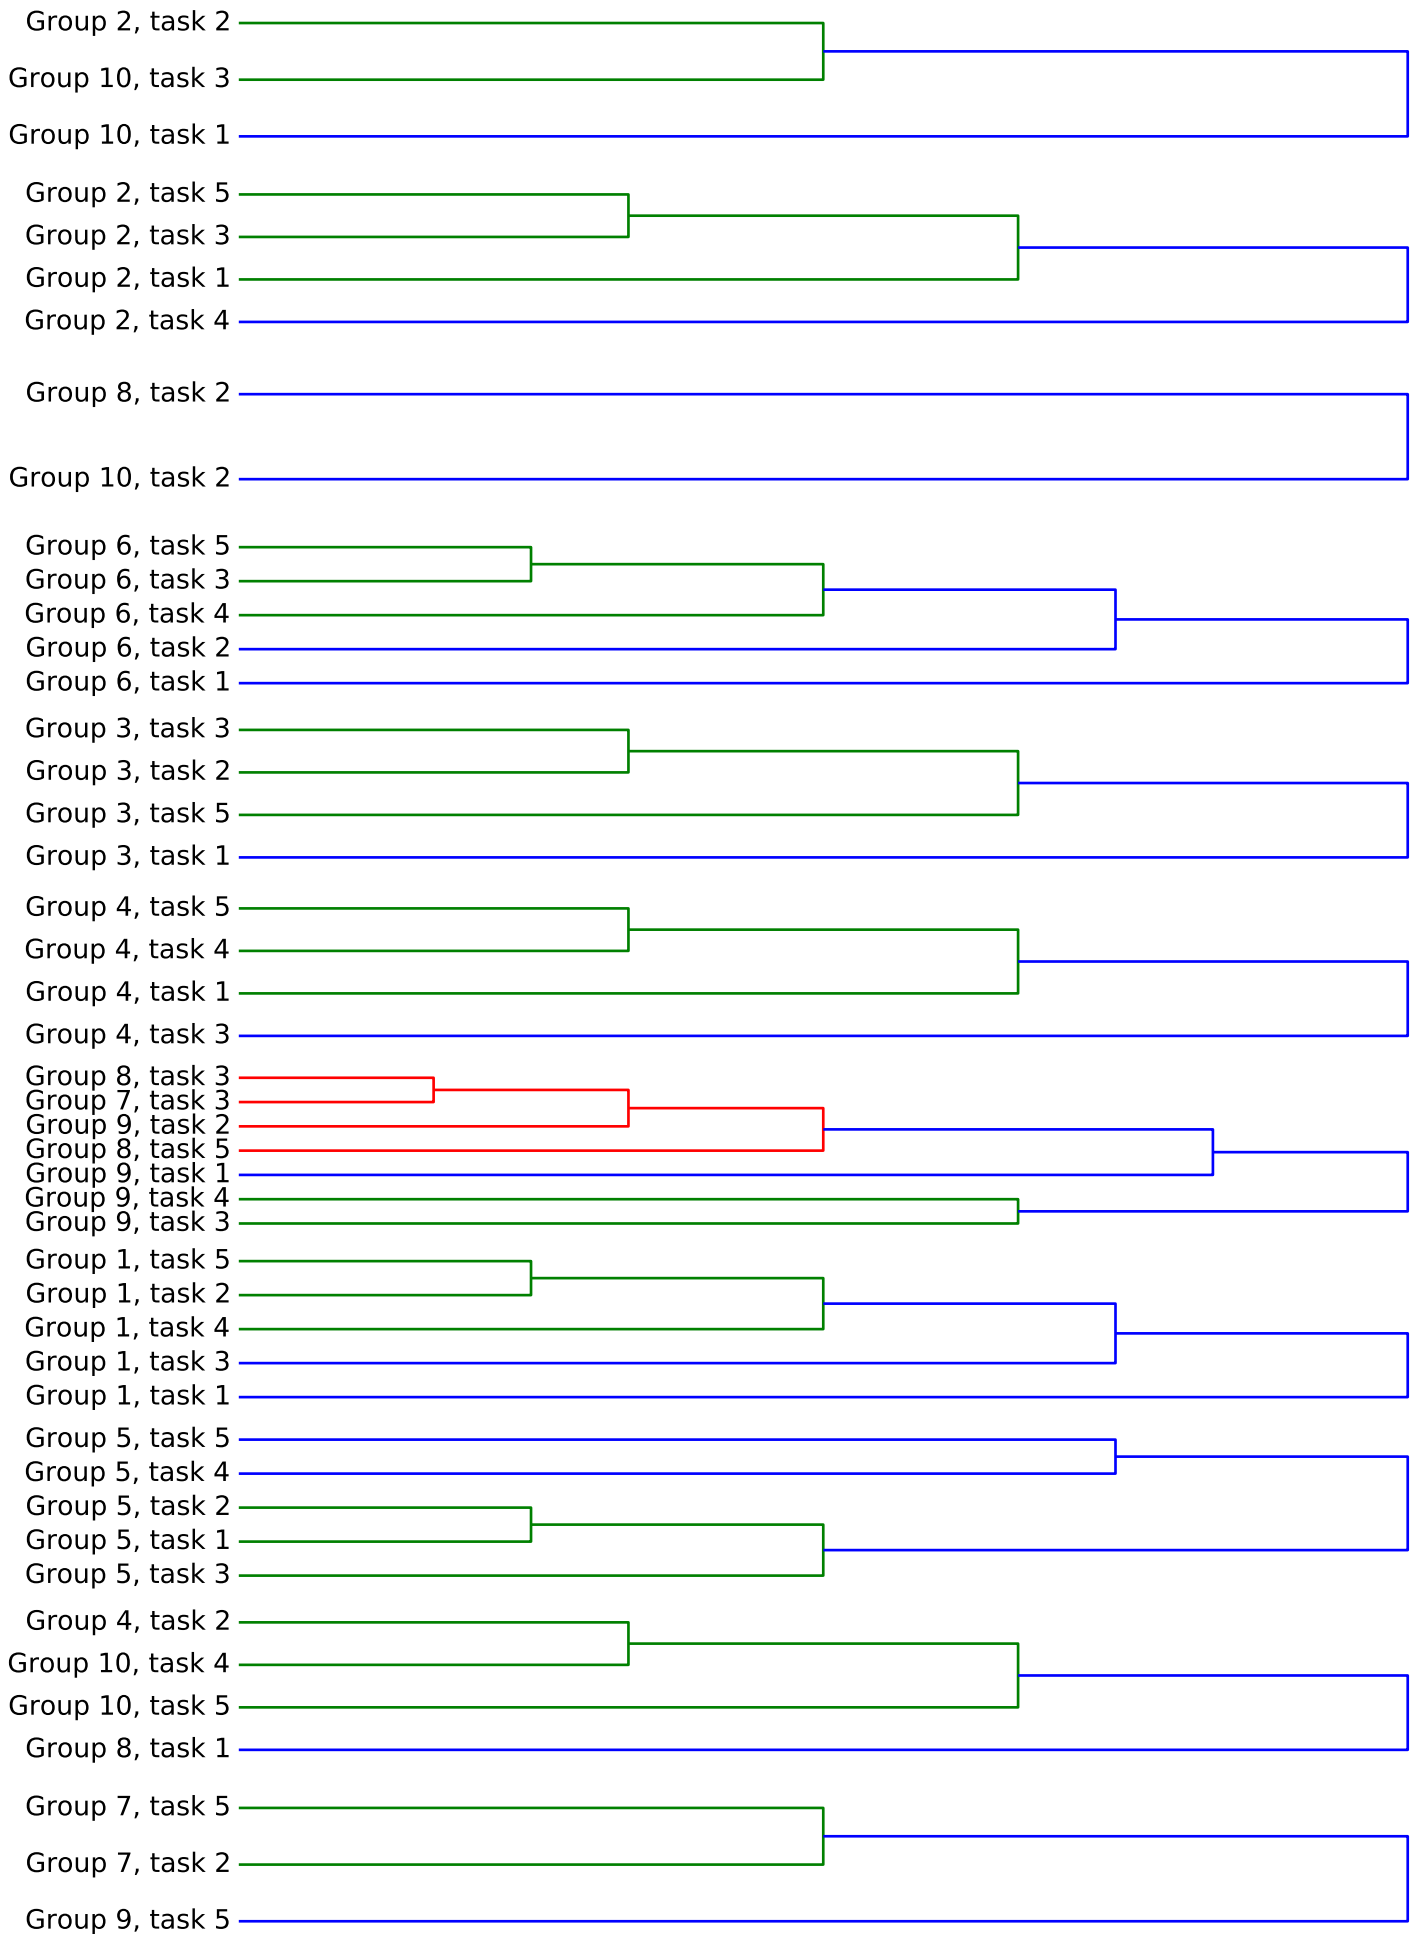 Group 2, task 2
Group 10, task 3
Group 10, task 1
Group 2, task 5
Group 2, task 3
Group 2, task 1
Group 2, task 4
Group 8, task 2
Group 10, task 2
Group 6, task 5
Group 6, task 3
Group 6, task 4
Group 6, task 2
Group 6, task 1
Group 3, task 3
Group 3, task 2
Group 3, task 5
Group 3, task 1
Group 4, task 5
Group 4, task 4
Group 4, task 1
Group 4, task 3
Group 8, task 3
Group 7, task 3
Group 9, task 2
Group 8, task 5
Group 9, task 1
Group 9, task 4
Group 9, task 3
Group 1, task 5
Group 1, task 2
Group 1, task 4
Group 1, task 3
Group 1, task 1
Group 5, task 5
Group 5, task 4
Group 5, task 2
Group 5, task 1
Group 5, task 3
Group 4, task 2
Group 10, task 4
Group 10, task 5
Group 8, task 1
Group 7, task 5
Group 7, task 2
Group 9, task 5